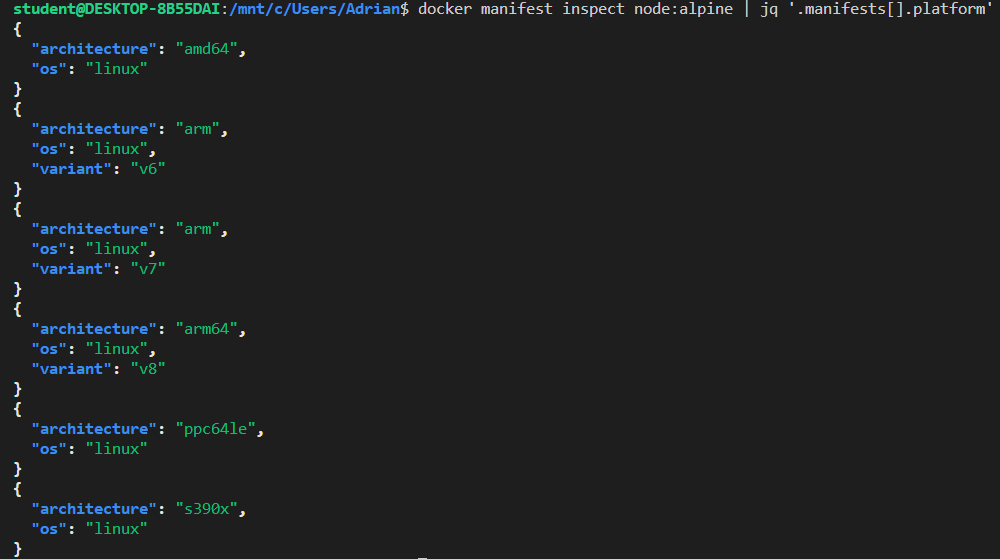 student@DESKTOP-8B55DAI:/mnt/c/Users/Adrian$ docker manifest inspect node:alpine | jq '.manifests[].platform'
{
  "architecture": "amd64",
  "os": "linux"
}
{
  "architecture": "arm",
  "os": "linux",
  "variant": "v6"
}
{
  "architecture": "arm",
  "os": "linux",
  "variant": "v7"
}
{
  "architecture": "arm64",
  "os": "linux",
  "variant": "v8"
}
{
  "architecture": "ppc64le",
  "os": "linux"
}
{
  "architecture": "s390x",
  "os": "linux"
}